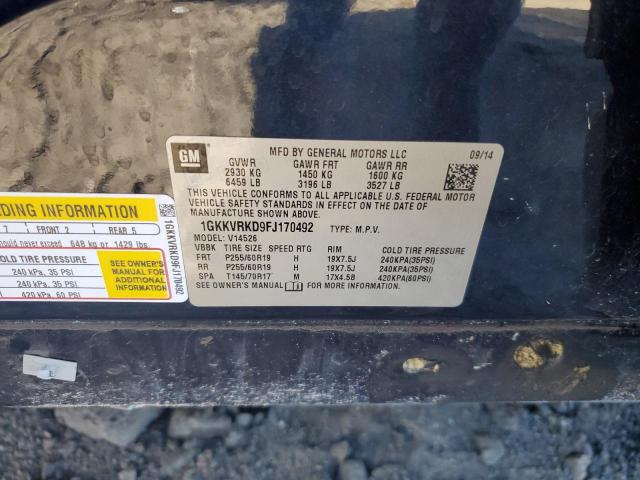 GM
MFD BY GENERAL MOTORS LLC 09/14
GVWR GAWR FRT GAWR RR
2930 KG 1450 KG 1600 KG
6459 LB 3196 LB 3527 LB
THIS VEHICLE CONFORMS TO ALL APPLICABLE U.S. FEDERAL MOTOR
VEHICLE SAFETY STANDARDS IN EFFECT ON THE DATE OF
MANUFACTURE SHOWN ABOVE.
1GKKVRKD9FJ170492 TYPE: M.P.V.
MODEL: V14526
VBBK TIRE SIZE SPEED RTG RIM COLD TIRE PRESSURE
FRT P255/60R19 H 19X7.5J 240KPA(35PSI)
RR P255/60R19 H 19X7.5J 240KPA(35PSI)
SPA T145/70R17 M 17X4.5B 420KPA(60PSI)
SEE OWNER'S MANUAL FOR MORE INFORMATION.
DING INFORMATION
7 FRONT 2 REAR 5
should never exceed 648 kg or 1429 lbs.
COLD TIRE PRESSURE
240 kPa, 35 PSI
240 kPa, 35 PSI
420 kPa, 60 PSI
SEE OWNER'S
MANUAL FOR
ADDITIONAL
INFORMATION
1GKKVRKD9FJ170492